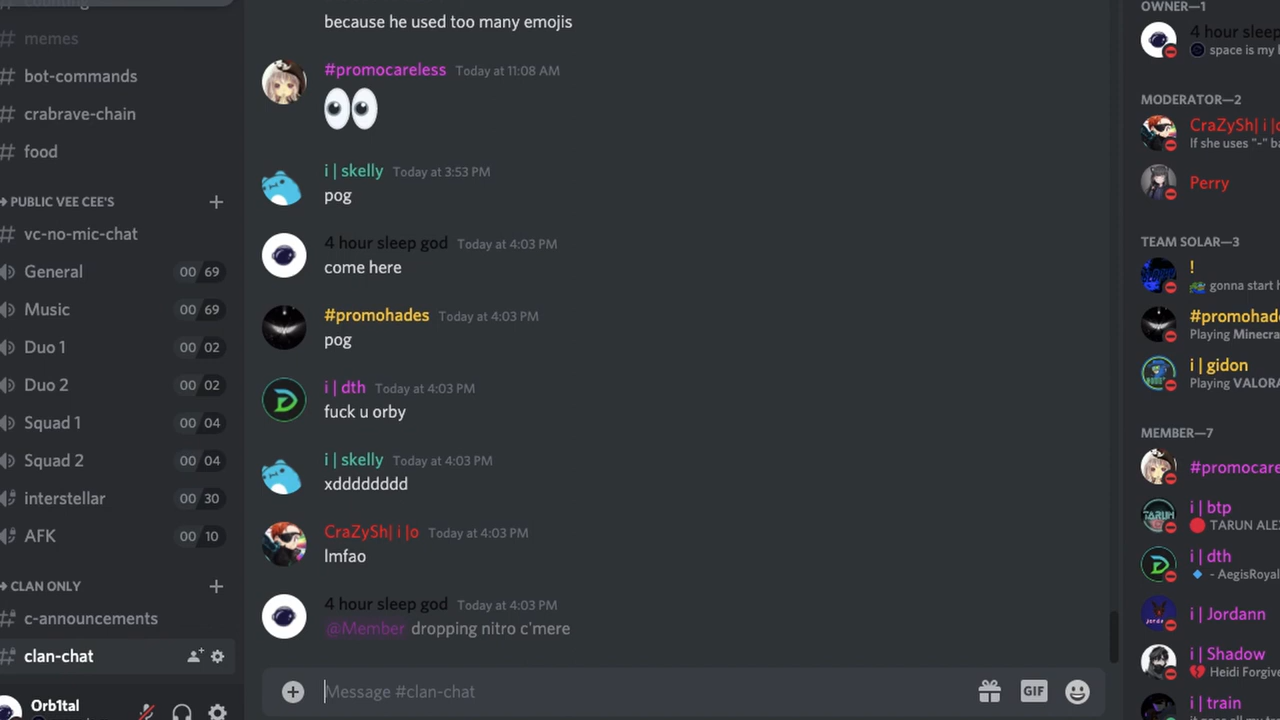 counting
memes
bot-commands
crabrave-chain
food
PUBLIC VEE CEE'S
vc-no-mic-chat
General 00 69
Music 00 69
Duo 1 00 02
Duo 2 00 02
Squad 1 00 04
Squad 2 00 04
interstellar 00 30
AFK 00 10
CLAN ONLY
c-announcements
clan-chat
Orb1tal
because he used too many emojis
#promocareless Today at 11:08 AM
i | skelly Today at 3:53 PM
pog
4 hour sleep god Today at 4:03 PM
come here
#promohades Today at 4:03 PM
pog
i | dth Today at 4:03 PM
fuck u orby
i | skelly Today at 4:03 PM
xdddddddd
CraZySh| i |o Today at 4:03 PM
lmfao
4 hour sleep god Today at 4:03 PM
@Member dropping nitro c'mere
Message #clan-chat
GIF
OWNER—1
4 hour sleep
space is my
MODERATOR—2
CraZySh| i |o
If she uses "-" ba
Perry
TEAM SOLAR—3
!
gonna start
#promohad
Playing Minecra
i | gidon
Playing VALORA
MEMBER—7
#promocare
i | btp
TARUN ALE
i | dth
- AegisRoyal
i | Jordann
i | Shadow
Heidi Forgive
i | train